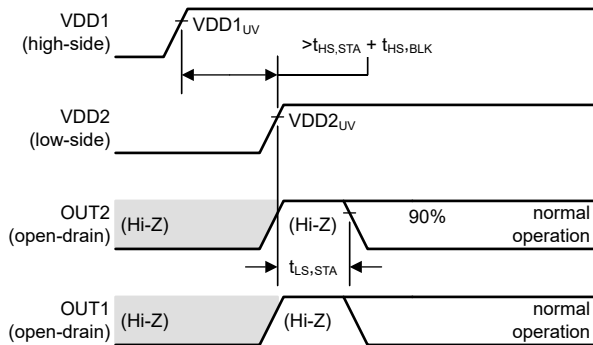 VDD1
(high-side)
VDD1UV
>tHS,STA + tHS,BLK
VDD2
(low-side)
VDD2UV
OUT2
(open-drain)
(Hi-Z)
(Hi-Z)
90%
normal
operation
tLS,STA
OUT1
(open-drain)
(Hi-Z)
(Hi-Z)
normal
operation